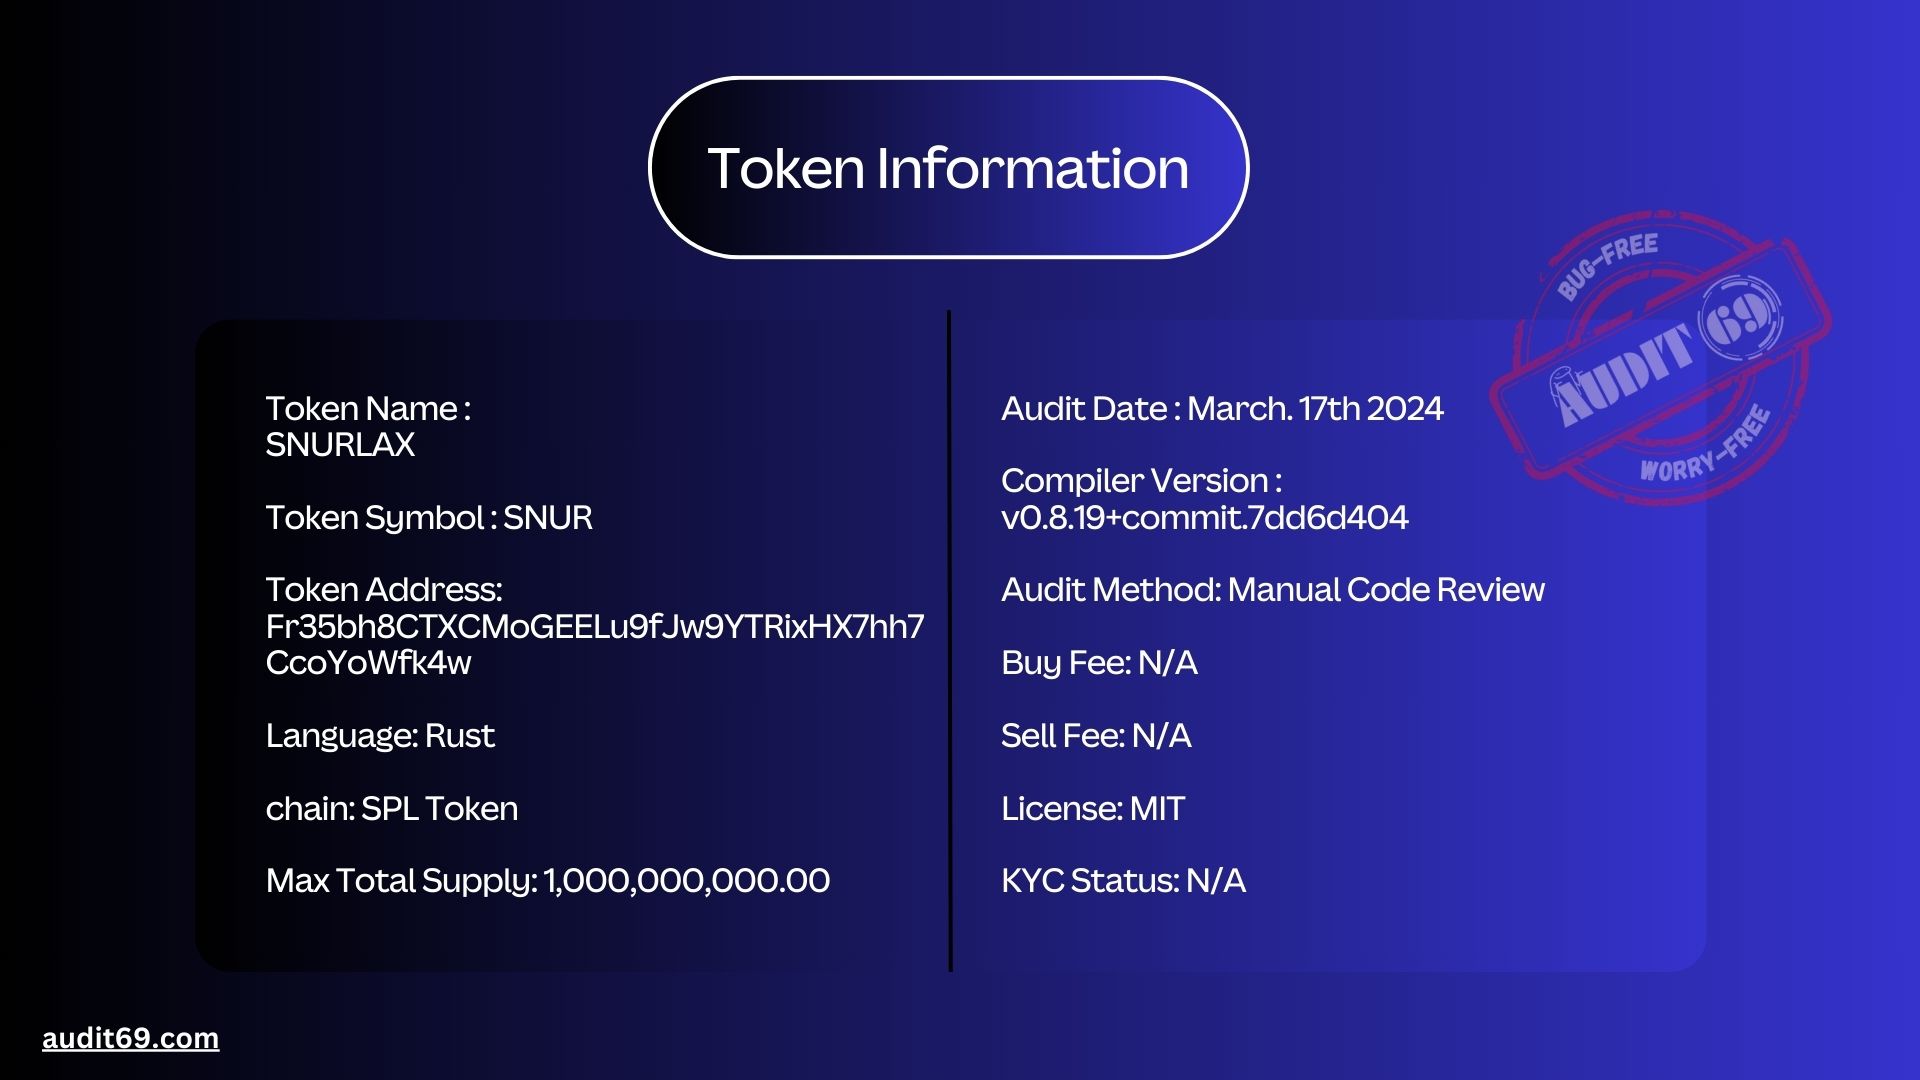 Token Information
BUG-FREE
AUDIT 69
WORRY-FREE
Token Name :
SNURLAX
Token Symbol : SNUR
Token Address:
Fr35bh8CTXCMoGEELu9fJw9YTRixHX7hh7
CcoYoWfk4w
Language: Rust
chain: SPL Token
Max Total Supply: 1,000,000,000.00
Audit Date : March. 17th 2024
Compiler Version :
v0.8.19+commit.7dd6d404
Audit Method: Manual Code Review
Buy Fee: N/A
Sell Fee: N/A
License: MIT
KYC Status: N/A
audit69.com